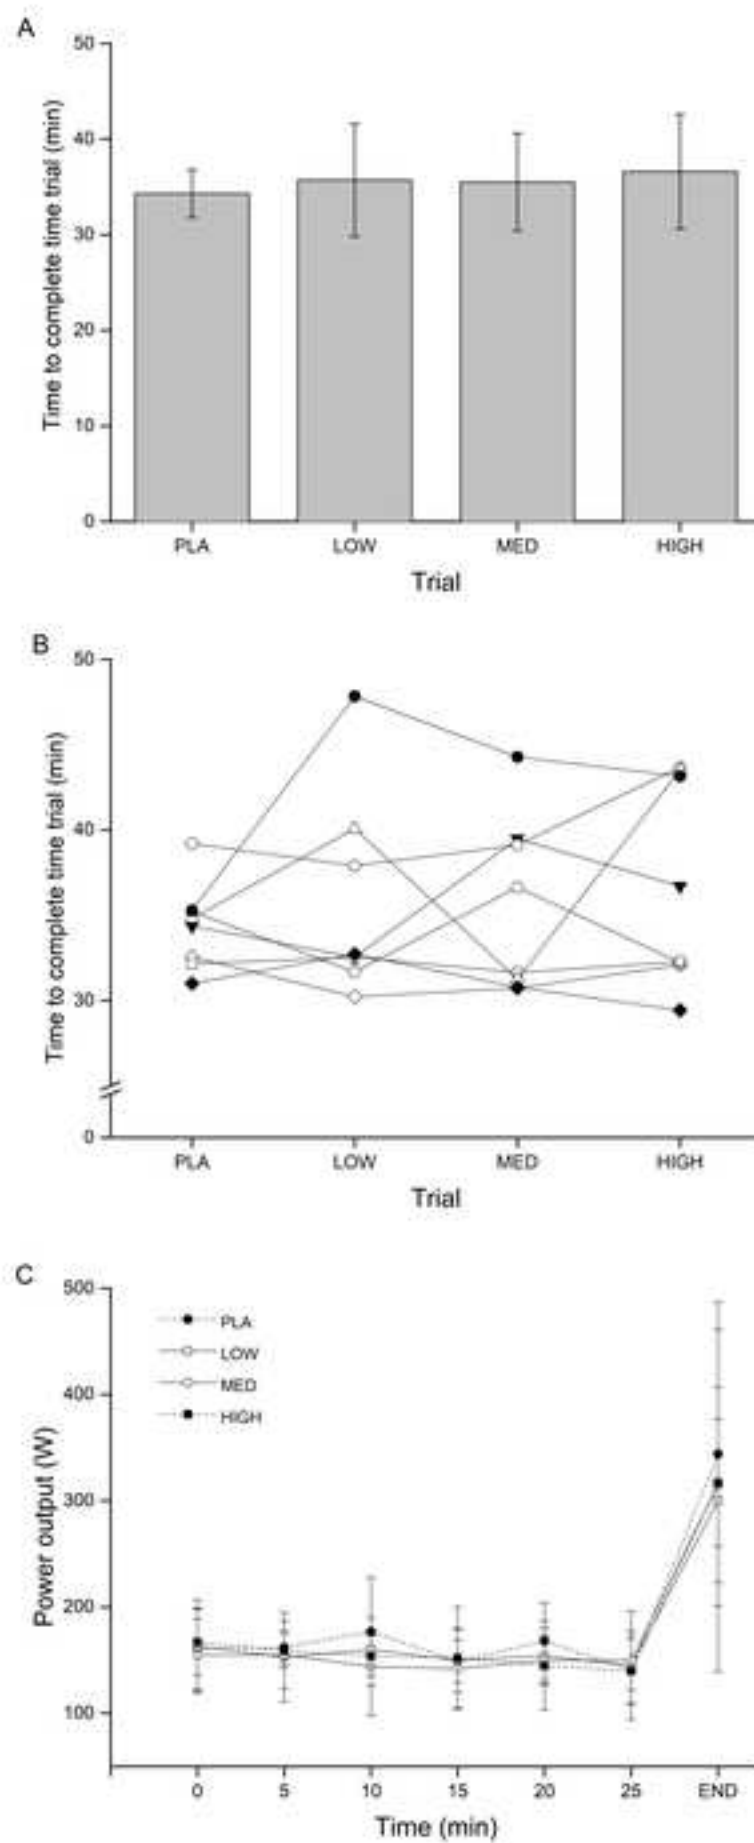 A
Time to complete time trial (min)
50
40
30
20
10
0
PLA LOW MED HIGH
Trial
B
Time to complete time trial (min)
50
40
30
0
PLA LOW MED HIGH
Trial
C
Power output (W)
500
400
300
200
100
PLA
LOW
MED
HIGH
0 5 10 15 20 25 END
Time (min)